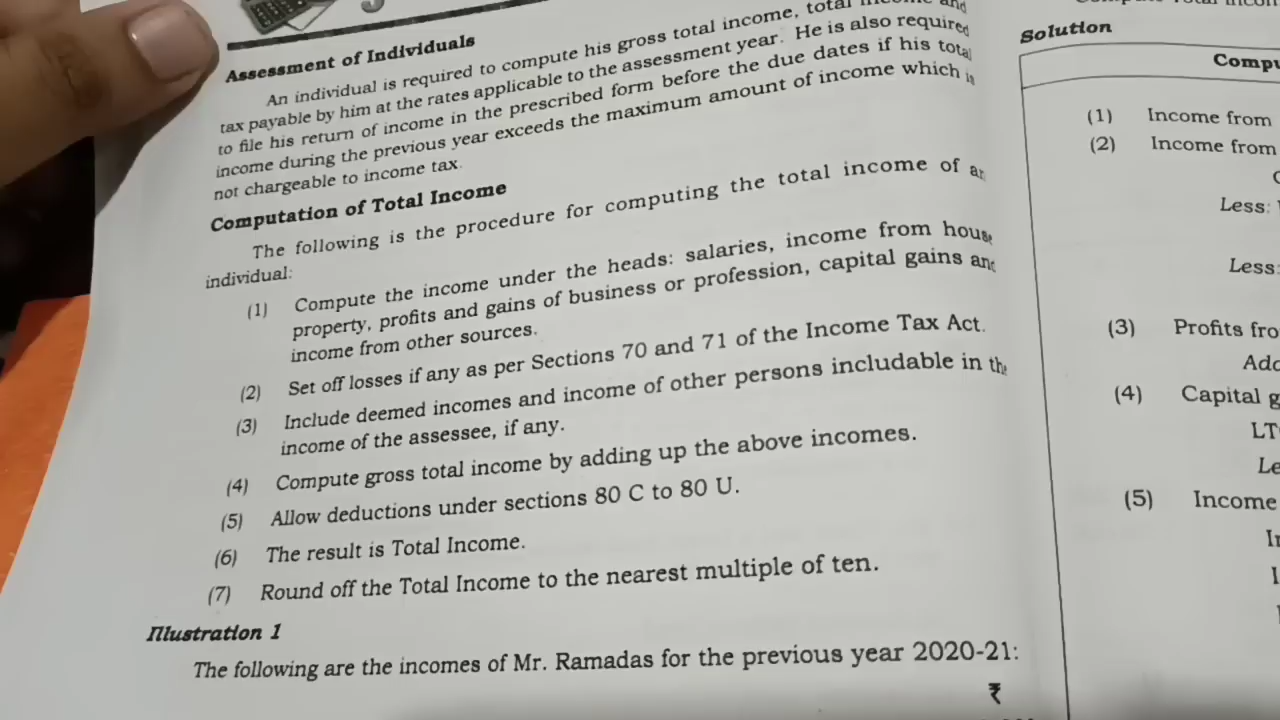 Assessment of Individuals
An individual is required to compute his gross total income, total income and
tax payable by him at the rates applicable to the assessment year. He is also required
to file his return of income in the prescribed form before the due dates if his total
income during the previous year exceeds the maximum amount of income which is
not chargeable to income tax.
Computation of Total Income
The following is the procedure for computing the total income of an
individual:
(1) Compute the income under the heads: salaries, income from house
property, profits and gains of business or profession, capital gains and
income from other sources.
(2) Set off losses if any as per Sections 70 and 71 of the Income Tax Act.
(3) Include deemed incomes and income of other persons includable in the
income of the assessee, if any.
(4) Compute gross total income by adding up the above incomes.
(5) Allow deductions under sections 80 C to 80 U.
(6) The result is Total Income.
(7) Round off the Total Income to the nearest multiple of ten.
Illustration 1
The following are the incomes of Mr. Ramadas for the previous year 2020-21:
₹
Solution
Compu
(1) Income from
(2) Income from
Less:
Less:
(3) Profits fro
Add
(4) Capital g
LT
Le
(5) Income